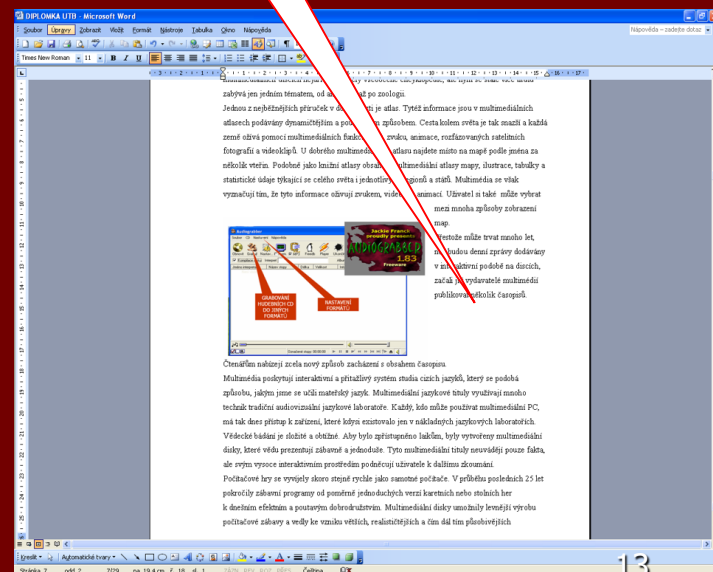 DIPLOMKA UTB - Microsoft Word
Soubor Úpravy Zobrazit Vložit Formát Nástroje Tabulka Okno Nápověda
Nápověda – zadejte dotaz
Times New Roman 11 B I U
zabývá jen jedním tématem, od až po zoologii.
Jednou z nejběžnějších příruček v je atlas. Tytéž informace jsou v multimediálních
atlasech podávány dynamičtějším a způsobem. Cesta kolem světa je tak snazší a každá
země ožívá pomocí multimediálních zvuku, animace, rozfázovaných satelitních
fotografií a videoklipů. U dobrého atlasu najdete místo na mapě podle jména za
několik vteřin. Podobně jako knižní atlasy multimediální atlasy mapy, ilustrace, tabulky a
statistické údaje týkající se celého světa i regionů a států. Multimédia se však
vyznačují tím, že tyto informace oživují zvukem, animací. Uživatel si také může vybrat
mezi mnoha způsoby zobrazení
map.
Přestože může trvat mnoho let,
budou denní zprávy dodávány
v interaktivní podobě na discích,
začali vydavatelé multimédií
publikovat několik časopisů.
Audiograbber
Jackie Franck
proudly presents
AUDIOGRABBER
1.83
Freeware
GRABOVÁNÍ
HUDEBNÍCH CD
DO JINÝCH
FORMÁTŮ
NASTAVENÍ
FORMÁTŮ
Čtenářům nabízejí zcela nový způsob zacházení s obsahem časopisu
Multimédia poskytují interaktivní a přitažlivý systém studia cizích jazyků, který se podobá
způsobu, jakým jsme se učili mateřský jazyk. Multimediální jazykové tituly využívají mnoho
technik tradiční audiovizuální jazykové laboratoře. Každý, kdo může používat multimediální PC,
má tak dnes přístup k zařízení, které kdysi existovalo jen v nákladných jazykových laboratořích.
Vědecké bádání je složité a obtížné. Aby bylo zpřístupněno laikům, byly vytvořeny multimediální
disky, které vědu prezentují zábavně a jednoduše. Tyto multimediální tituly neuvádějí pouze fakta,
ale svým vysoce interaktivním prostředím podněcují uživatele k dalšímu zkoumání.
Počítačové hry se vyvíjely skoro stejně rychle jako samotné počítače. V průběhu posledních 25 let
pokročily zábavní programy od poměrně jednoduchých verzí karetních nebo stolních her
k dnešním efektním a poutavým dobrodružstvím. Multimediální disky umožnily levnější výrobu
počítačové zábavy a vedly ke vzniku větších, realističtějších a čím dál tím působivějších
Kreslit Automatické tvary
Stránka 7 odd 2 7/29 na 19,4 cm ř. 18 sl. 1 Čeština
13